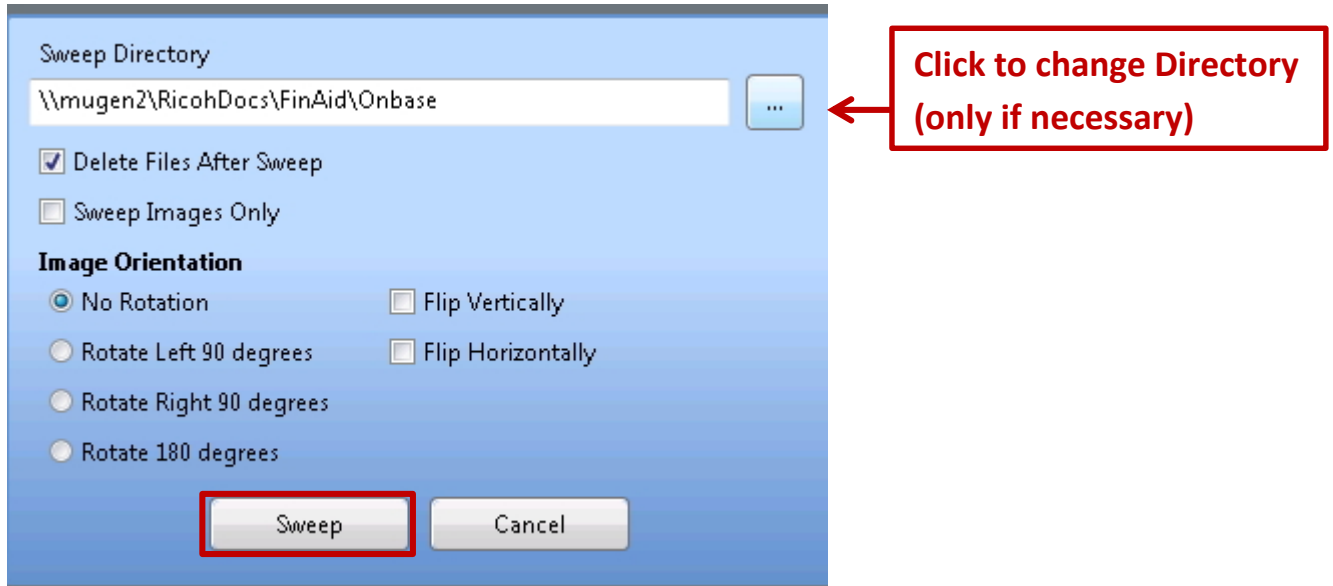 Sweep Directory
\\mugen2\RicohDocs\FinAid\Onbase
...
Click to change Directory
(only if necessary)
Delete Files After Sweep
Sweep Images Only
Image Orientation
No Rotation
Flip Vertically
Rotate Left 90 degrees
Flip Horizontally
Rotate Right 90 degrees
Rotate 180 degrees
Sweep
Cancel